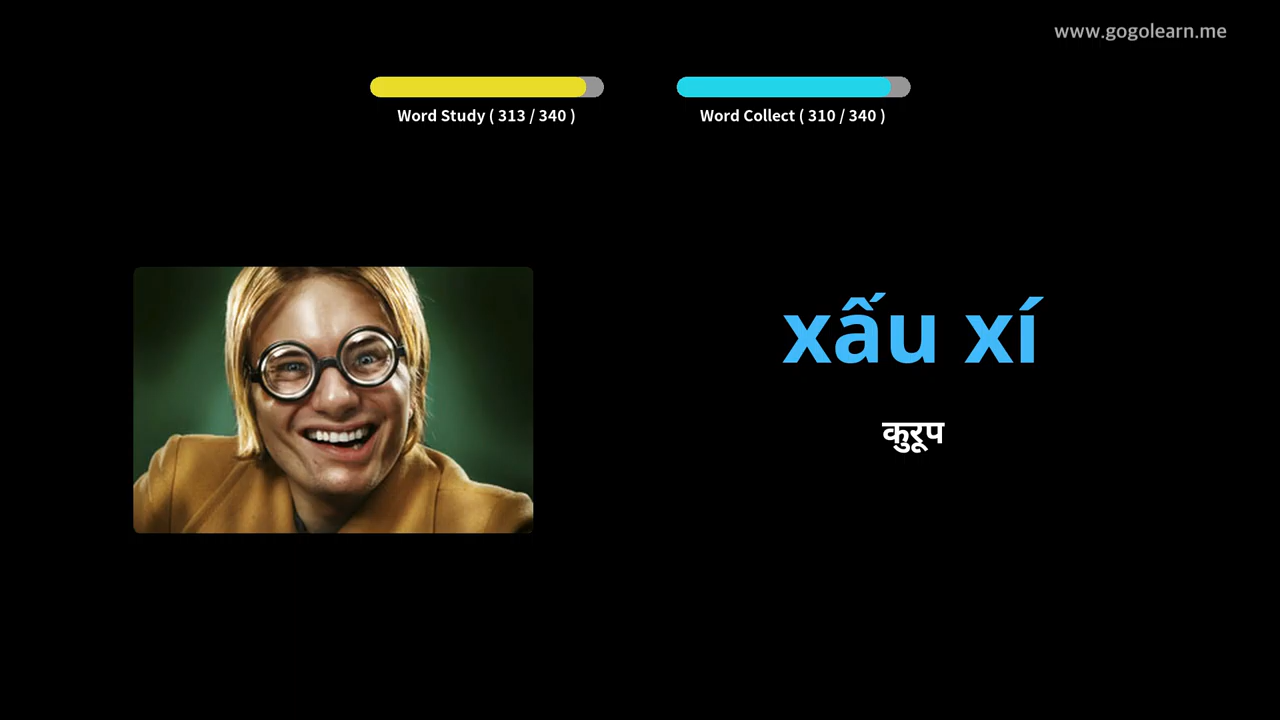 www.gogolearn.me
Word Study ( 313 / 340 )
Word Collect ( 310 / 340 )
xấu xí
कुरूप